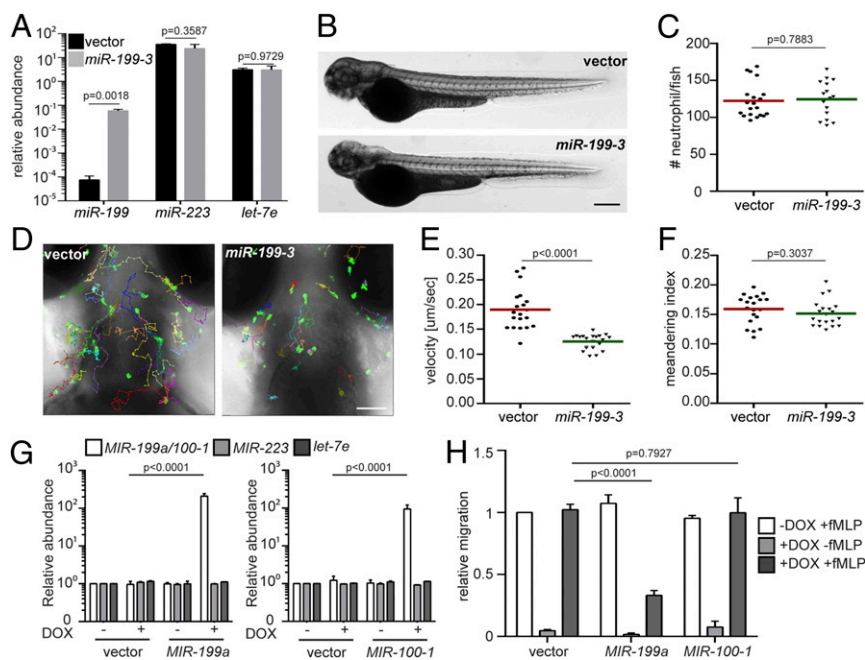 A
vector
miR-199-3
p=0.0018
p=0.3587
p=0.9729
relative abundance
10²
10¹
10⁰
10⁻¹
10⁻²
10⁻³
10⁻⁴
10⁻⁵
miR-199 miR-223 let-7e
B
vector
miR-199-3
C
p=0.7883
# neutrophil/fish
200
150
100
50
0
vector miR-199-3
D
vector
miR-199-3
E
p<0.0001
velocity [um/sec]
0.30
0.25
0.20
0.15
0.10
0.05
0.00
vector miR-199-3
F
p=0.3037
meandering index
0.25
0.20
0.15
0.10
0.05
0.00
vector miR-199-3
G
MIR-199a/100-1 MIR-223 let-7e
p<0.0001
Relative abundance
10³
10²
10¹
10⁰
0
DOX - + - +
vector MIR-199a
p<0.0001
Relative abundance
10³
10²
10¹
10⁰
0
- + - +
vector MIR-100-1
H
p=0.7927
p<0.0001
relative migration
1.5
1
0.5
0
vector MIR-199a MIR-100-1
-DOX +fMLP
+DOX -fMLP
+DOX +fMLP